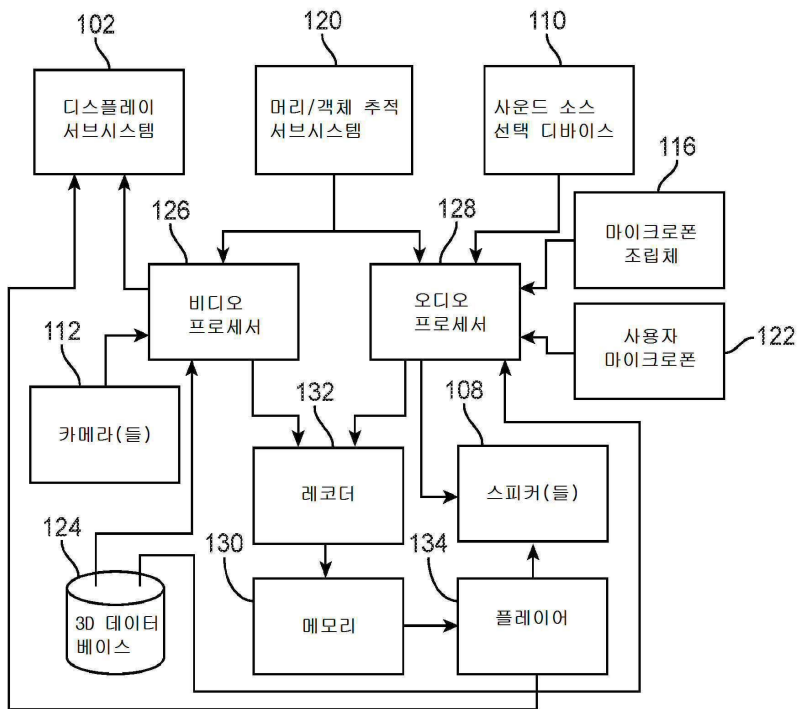 102
디스플레이
서브시스템
120
머리/객체 추적
서브시스템
110
사운드 소스
선택 디바이스
116
마이크로폰
조립체
126
비디오
프로세서
128
오디오
프로세서
사용자
마이크로폰
122
112
카메라(들)
132
레코더
108
스피커(들)
124
3D 데이터
베이스
130
메모리
134
플레이어